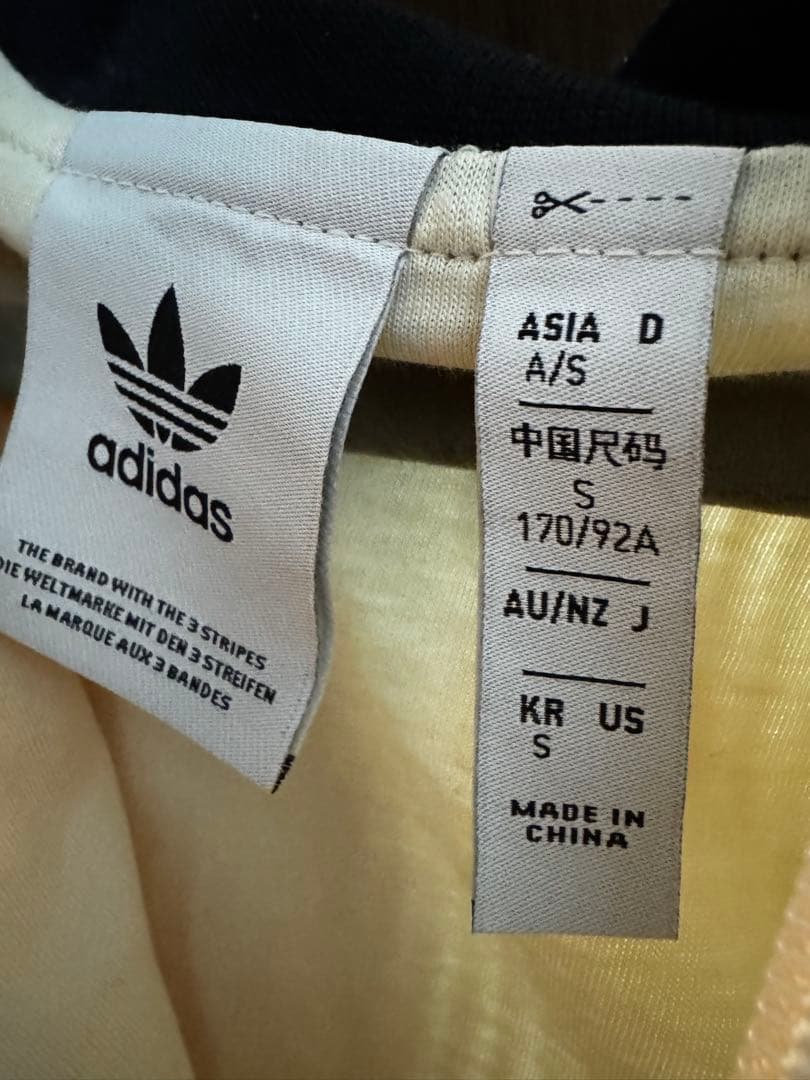 adidas
THE BRAND WITH THE 3 STRIPES
DIE WELTMARKE MIT DEN 3 STREIFEN
LA MARQUE AUX 3 BANDES
ASIA D
A/S
中国尺码
S
170/92A
AU/NZ J
KR US
S
MADE IN
CHINA